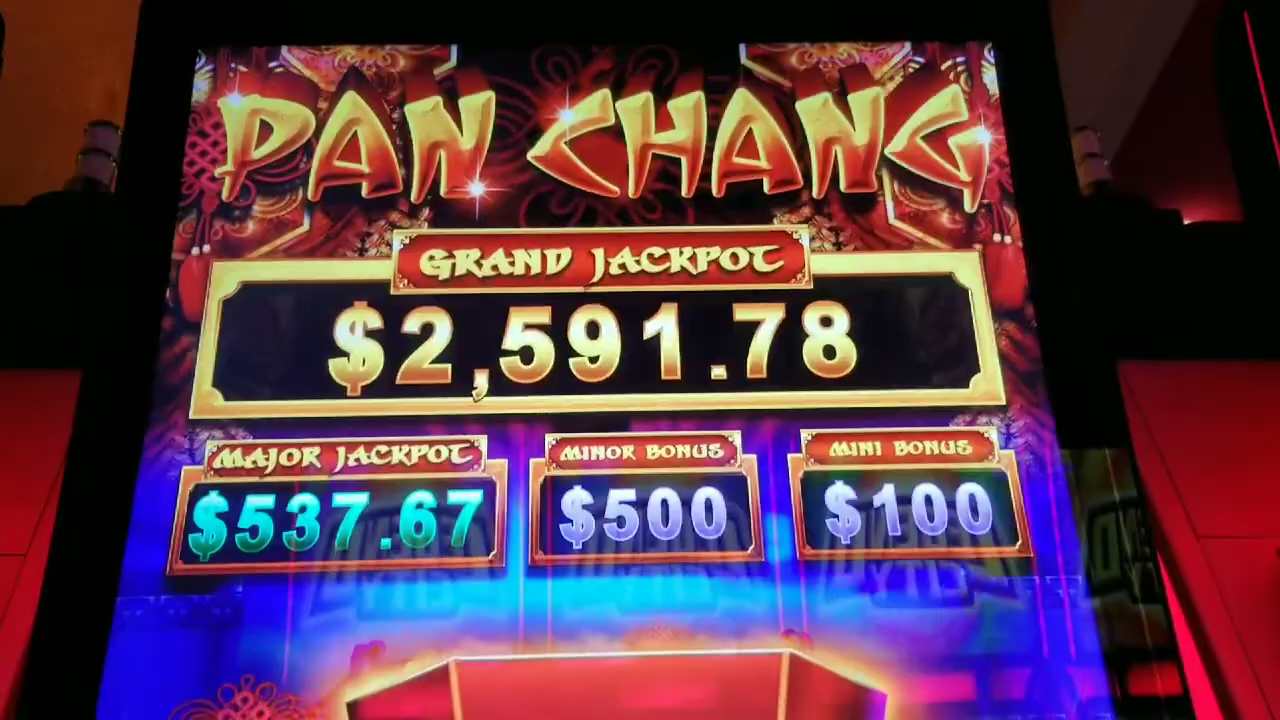 PAN CHANG
GRAND JACKPOT
$2,591.78
MAJOR JACKPOT
MINOR BONUS
MINI BONUS
$537.67
$500
$100